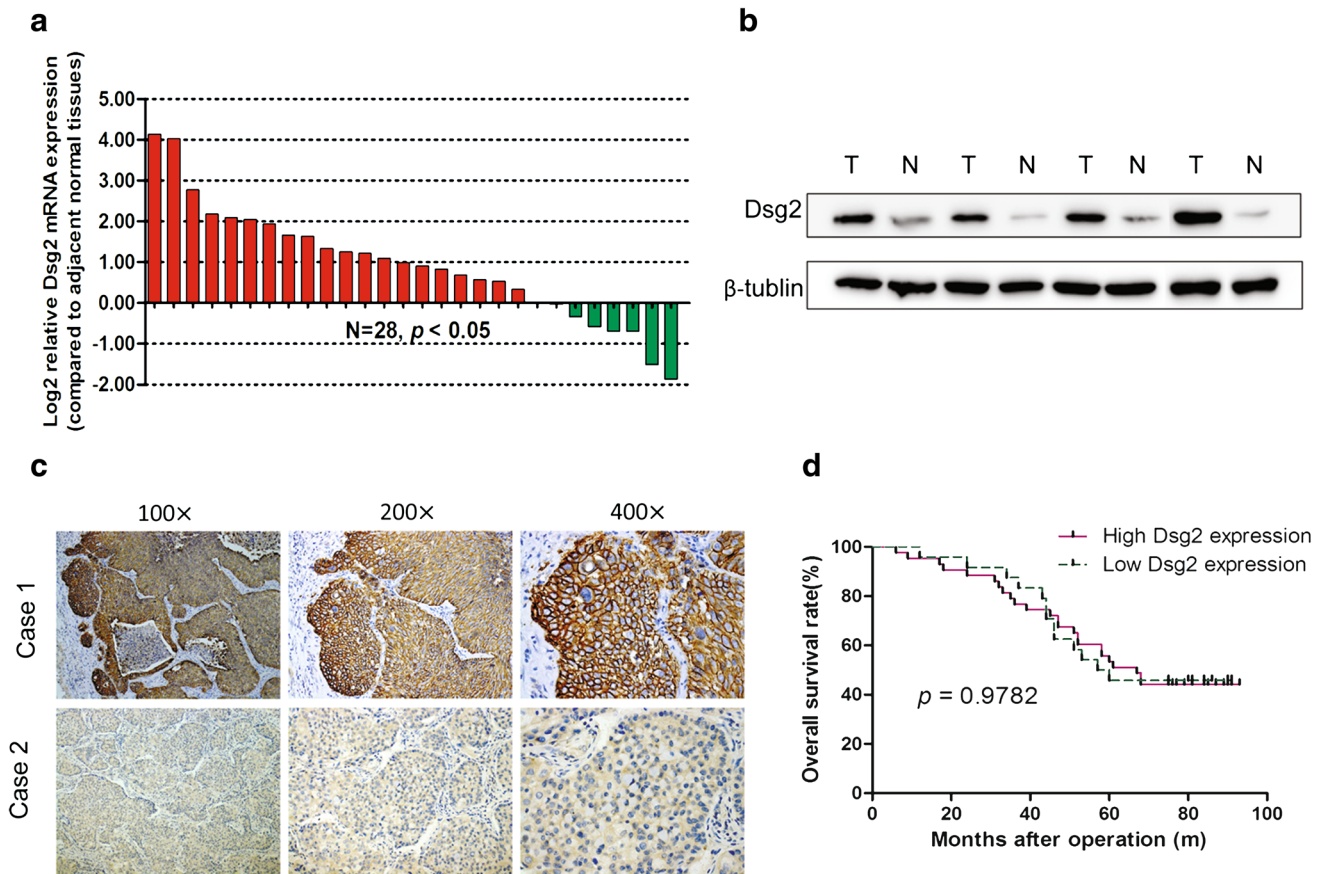 a
Log2 relative Dsg2 mRNA expression
(compared to adjacent normal tissues)
5.00
4.00
3.00
2.00
1.00
0.00
-1.00
-2.00
N=28, p < 0.05
b
T N T N T N T N
Dsg2
β-tublin
c
100× 200× 400×
Case 1
Case 2
d
High Dsg2 expression
Low Dsg2 expression
Overall survival rate(%)
100
80
60
40
20
0
p = 0.9782
0 20 40 60 80 100
Months after operation (m)